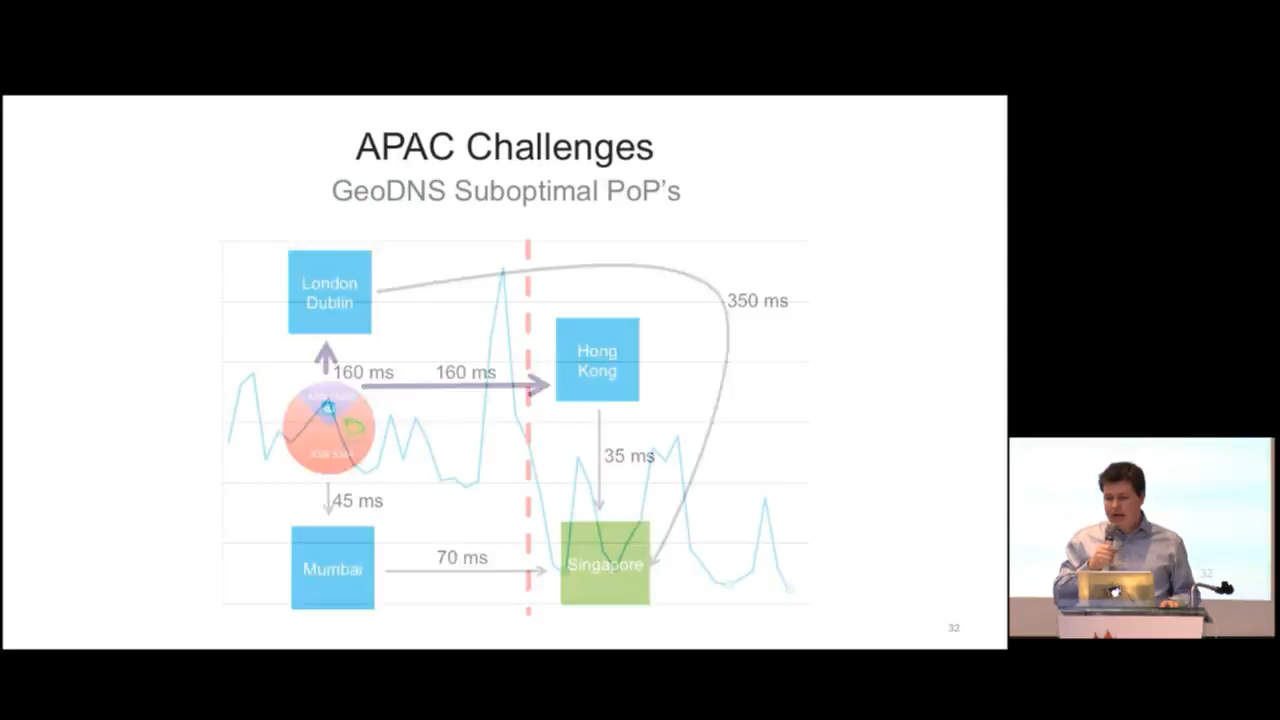 APAC Challenges
GeoDNS Suboptimal PoP's
London
Dublin
350 ms
Hong
Kong
160 ms
160 ms
35 ms
45 ms
Mumbai
70 ms
Singapore
32
32